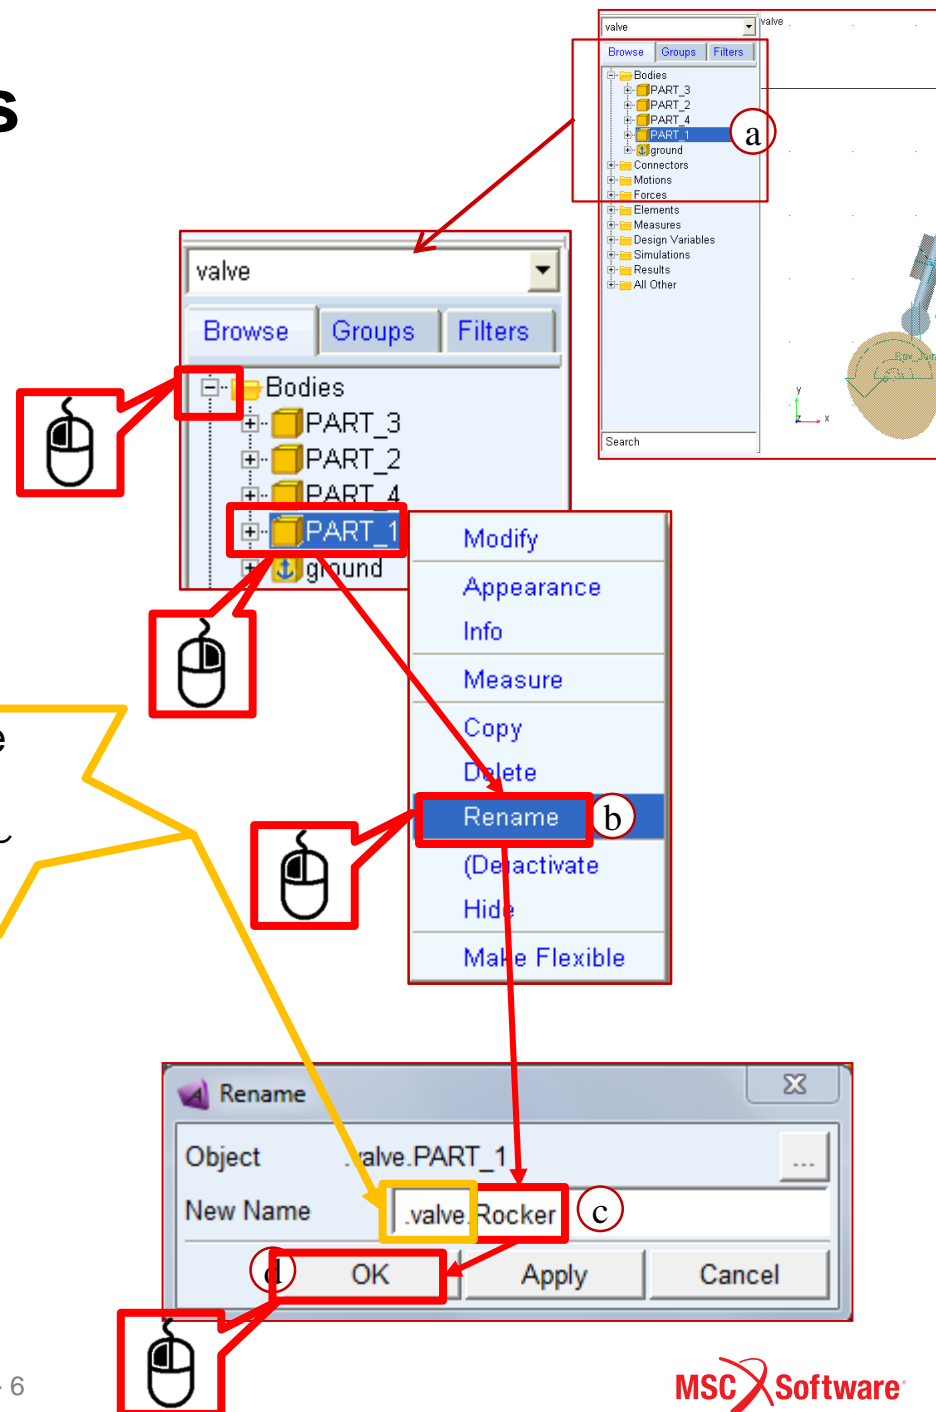 s
valve
valve
Browse Groups Filters
Bodies
PART_3
PART_2
PART_4
PART_1
a
ground
Connectors
Motions
Forces
Elements
Measures
Design Variables
Simulations
Results
All Other
y
z x
Search
valve
Browse Groups Filters
Bodies
PART_3
PART_2
PART_4
PART_1
ground
Modify
Appearance
Info
Measure
Copy
Delete
Rename
b
(De)activate
Hide
Make Flexible
e
Rename
Object .valve.PART_1 ...
New Name .valve.Rocker c
d OK Apply Cancel
- 6
MSC Software